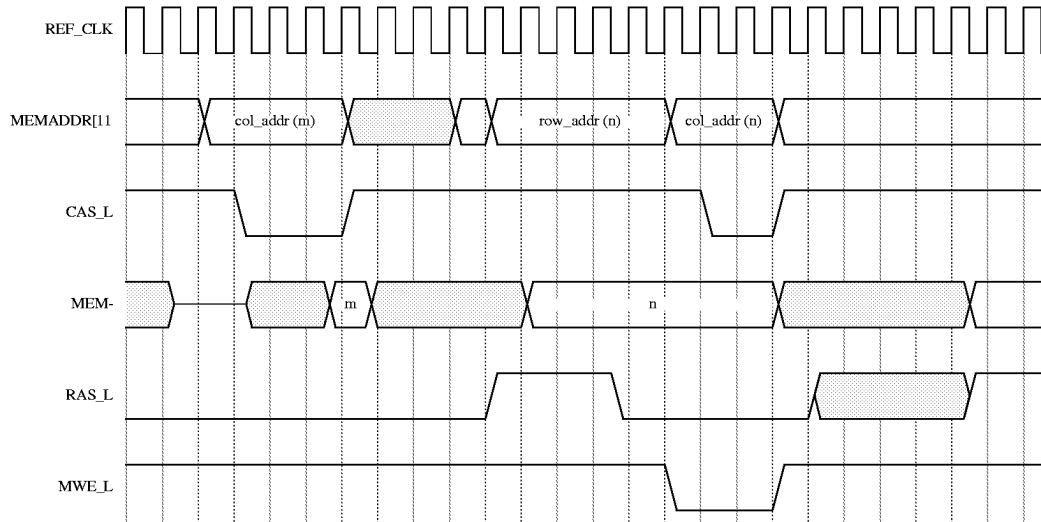 REF_CLK
MEMADDR[11
col_addr (m)
row_addr (n)
col_addr (n)
CAS_L
MEM-
m
n
RAS_L
MWE_L